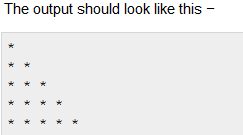 The output should look like this −
*
* *
* * *
* * * *
* * * * *